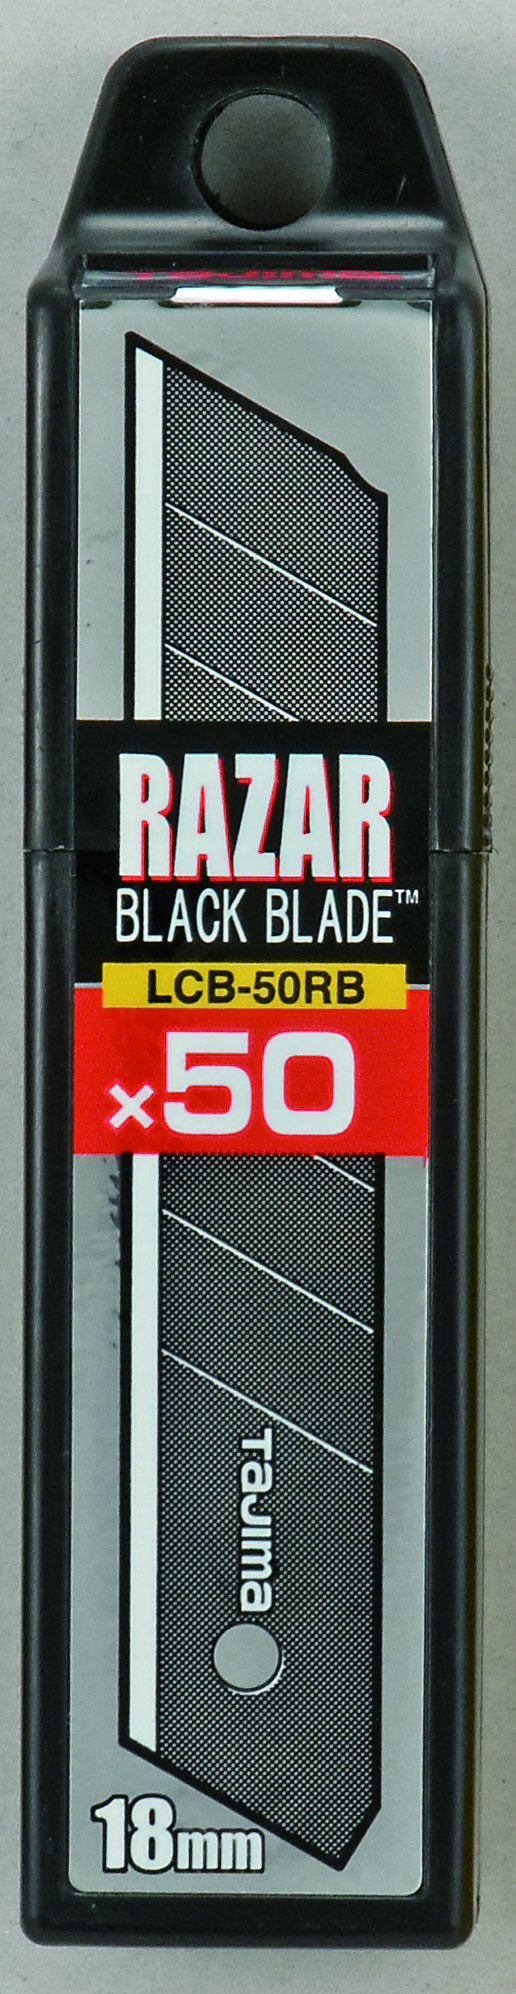 RAZAR
BLACK BLADE™
LCB-50RB
×50
TaJima
18mm